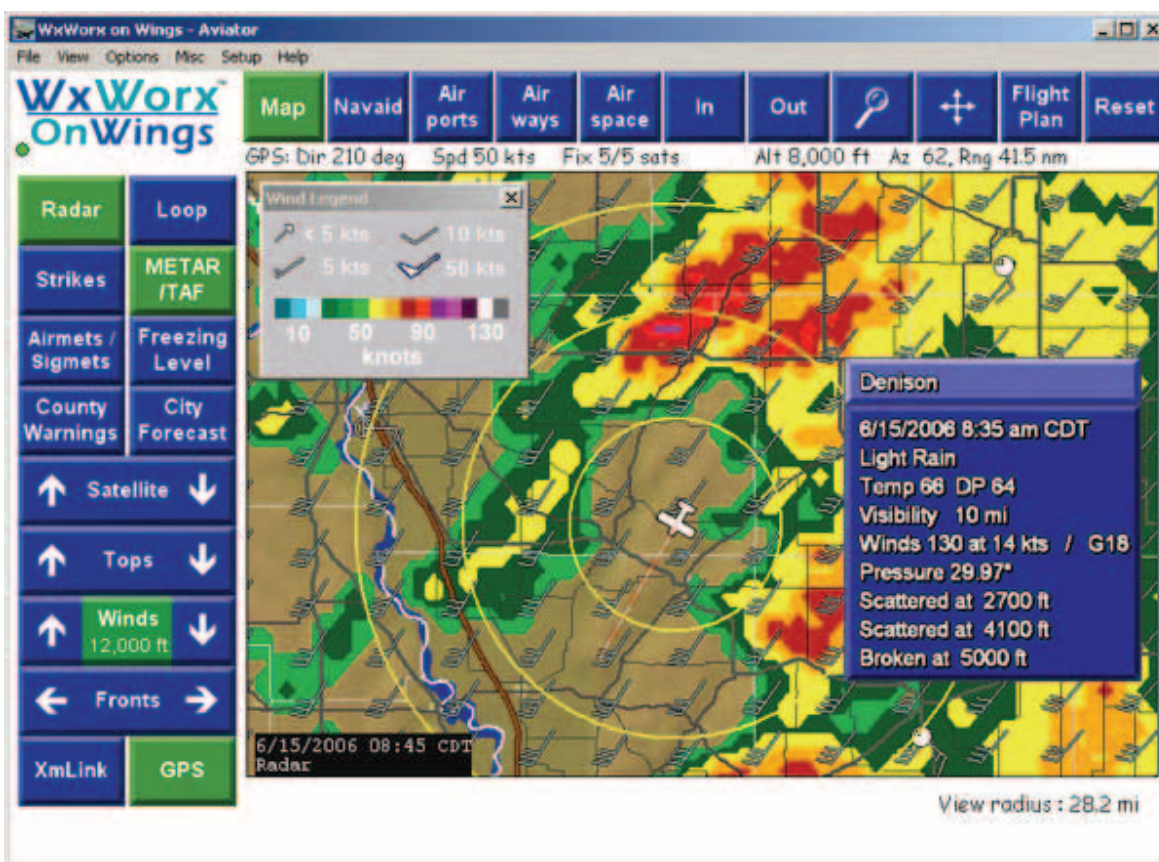 WxWorx on Wings - Aviator
File View Options Misc Setup Help
WxWorx™
OnWings
Map
Navaid
Air
ports
Air
ways
Air
space
In
Out
Flight
Plan
Reset
GPS: Dir 210 deg Spd 50 kts Fix 5/5 sats Alt 8,000 ft Az 62, Rng 41.5 nm
Radar
Loop
Strikes
METAR
/TAF
Airmets /
Sigmets
Freezing
Level
County
Warnings
City
Forecast
Satellite
Tops
Winds
12,000 ft
Fronts
XmLink
GPS
Wind Legend
< 5 kts 10 kts
5 kts 50 kts
10 50 90 130
knots
Denison
6/15/2006 8:35 am CDT
Light Rain
Temp 66 DP 64
Visibility 10 mi
Winds 130 at 14 kts / G18
Pressure 29.97"
Scattered at 2700 ft
Scattered at 4100 ft
Broken at 5000 ft
6/15/2006 08:45 CDT
Radar
View radius : 28.2 mi